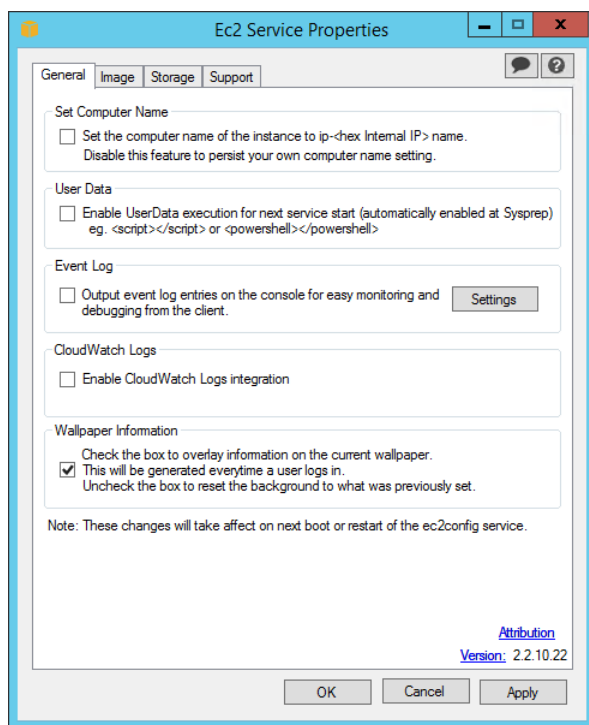 Ec2 Service Properties
General Image Storage Support
Set Computer Name
Set the computer name of the instance to ip-<hex Internal IP> name.
Disable this feature to persist your own computer name setting.
User Data
Enable UserData execution for next service start (automatically enabled at Sysprep)
eg. <script></script> or <powershell></powershell>
Event Log
Output event log entries on the console for easy monitoring and
debugging from the client.
Settings
CloudWatch Logs
Enable CloudWatch Logs integration
Wallpaper Information
Check the box to overlay information on the current wallpaper.
This will be generated everytime a user logs in.
Uncheck the box to reset the background to what was previously set.
Note: These changes will take affect on next boot or restart of the ec2config service.
Attribution
Version: 2.2.10.22
OK Cancel Apply